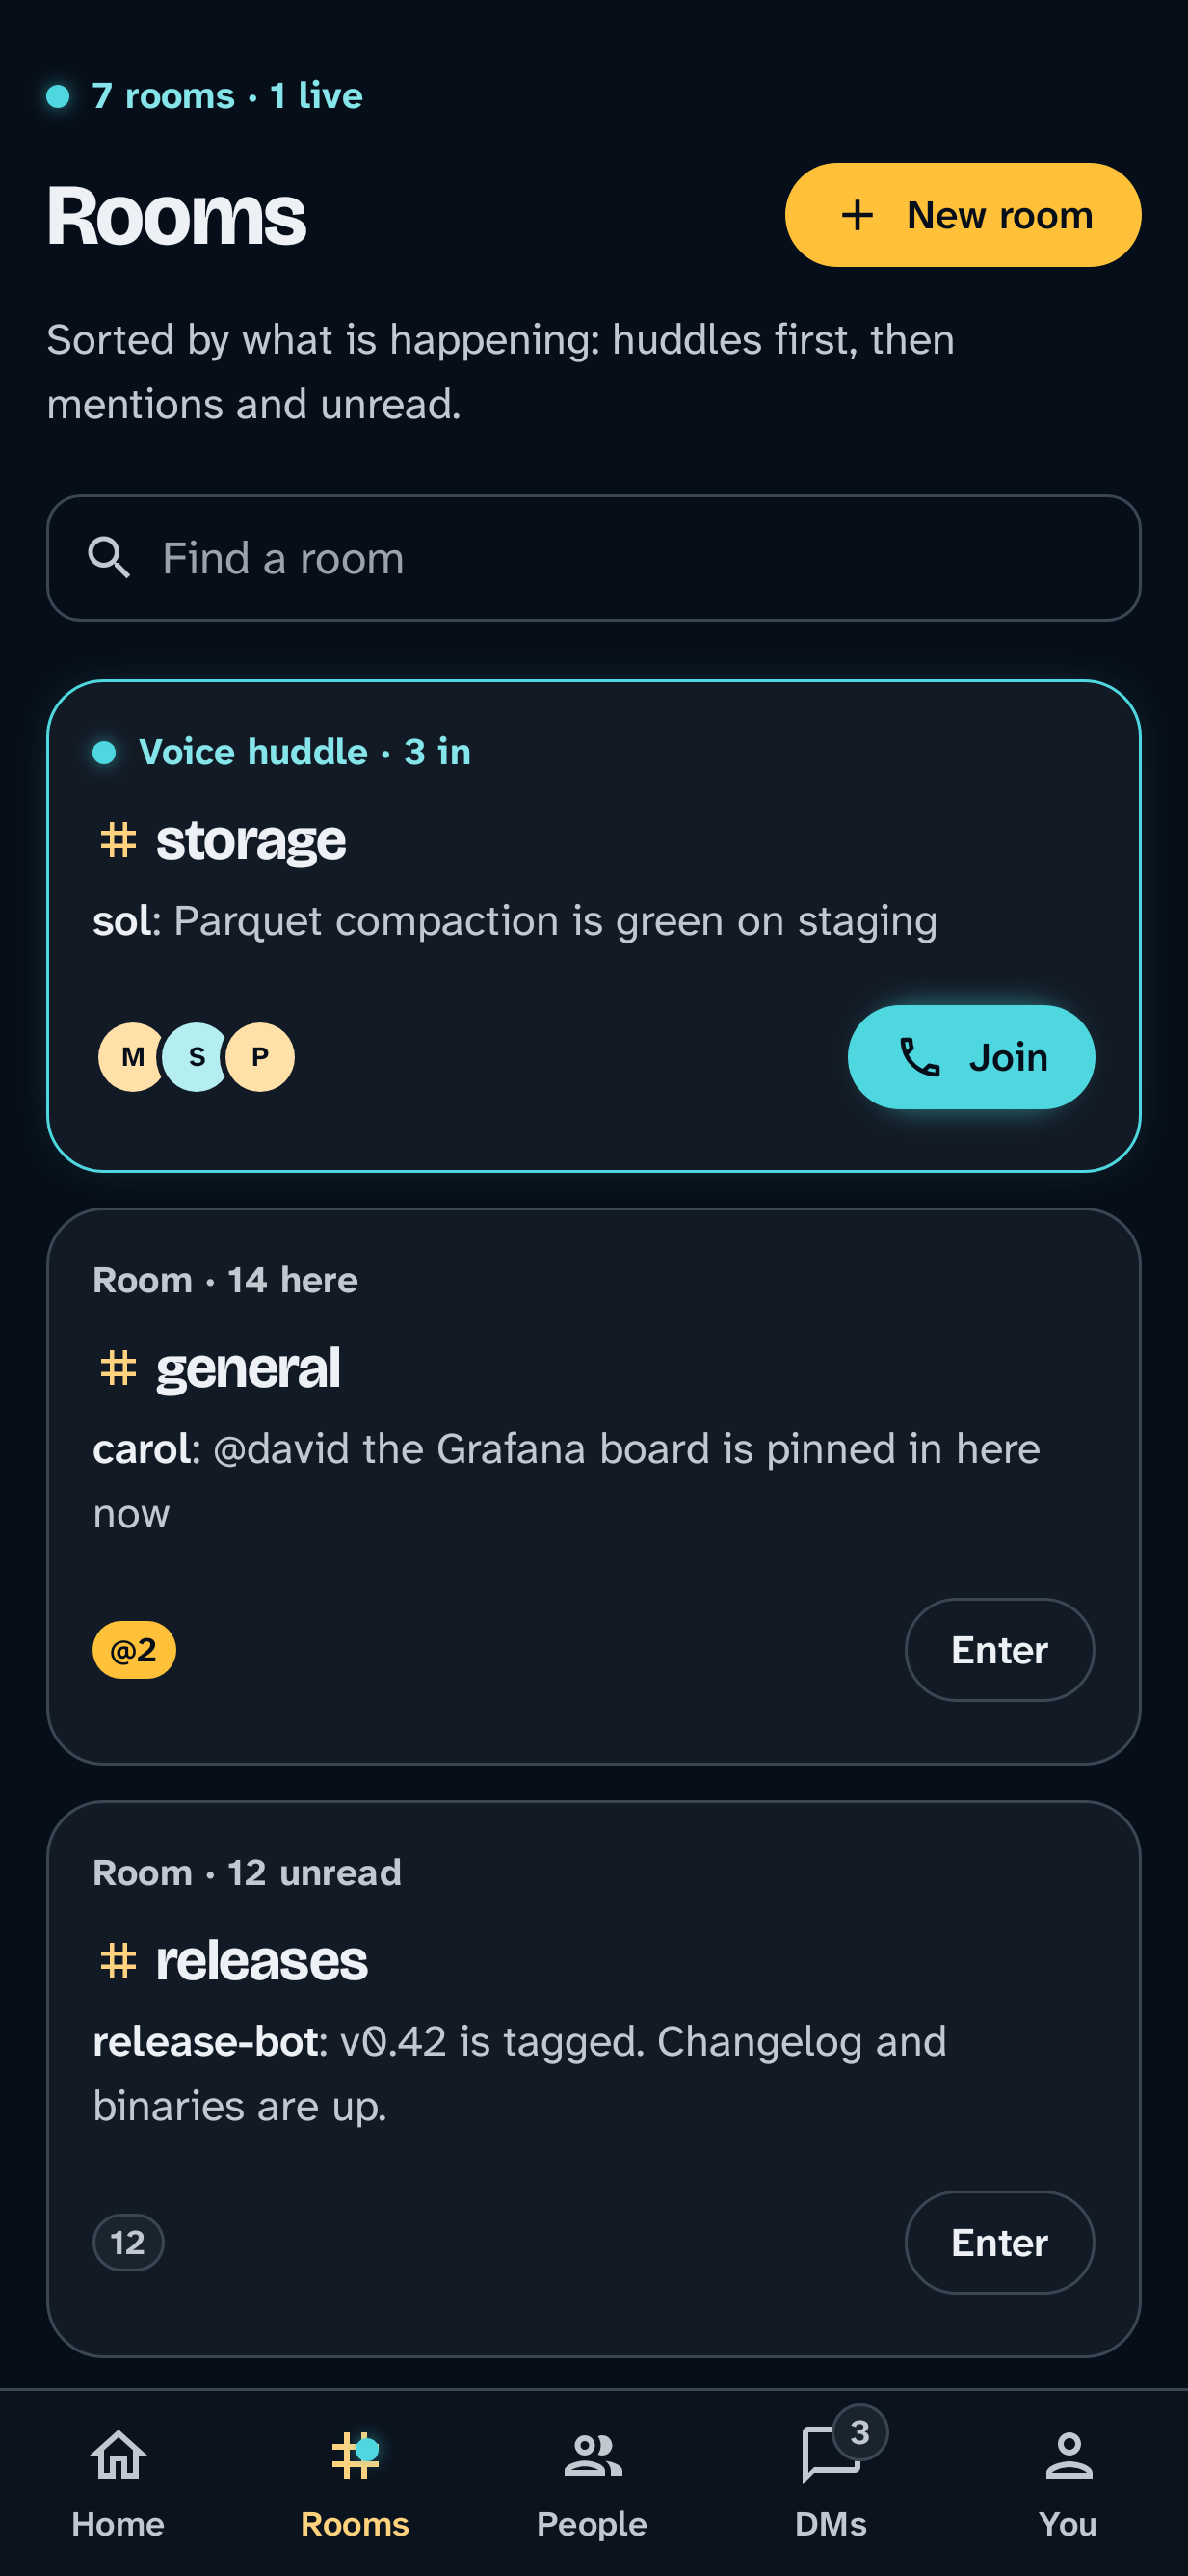 7 rooms · 1 live
Rooms
New room
Sorted by what is happening: huddles first, then
mentions and unread.
Find a room
Voice huddle · 3 in
# storage
sol: Parquet compaction is green on staging
M S P
Join
Room · 14 here
# general
carol: @david the Grafana board is pinned in here
now
@2
Enter
Room · 12 unread
# releases
release-bot: v0.42 is tagged. Changelog and
binaries are up.
12
Enter
3
Home Rooms People DMs You